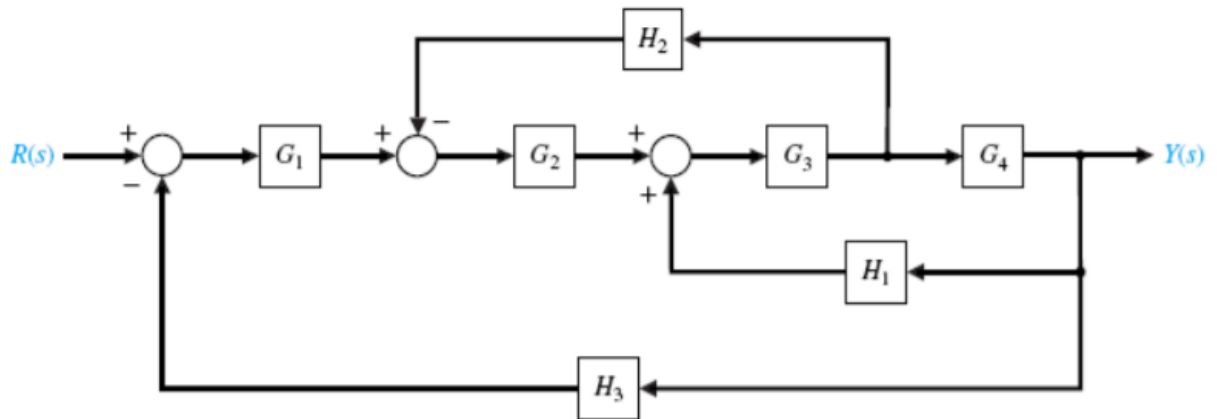 H₂
R(s) + − G₁ + − G₂ + + G₃ G₄ Y(s)
H₁
H₃